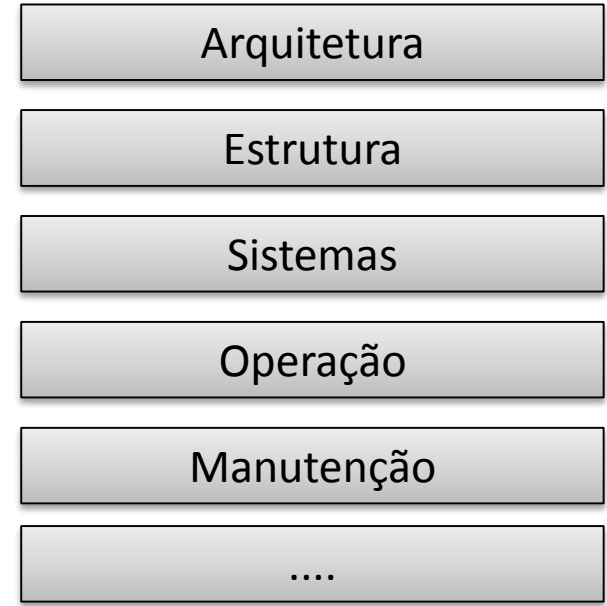 Arquitetura
Estrutura
Sistemas
Operação
Manutenção
....